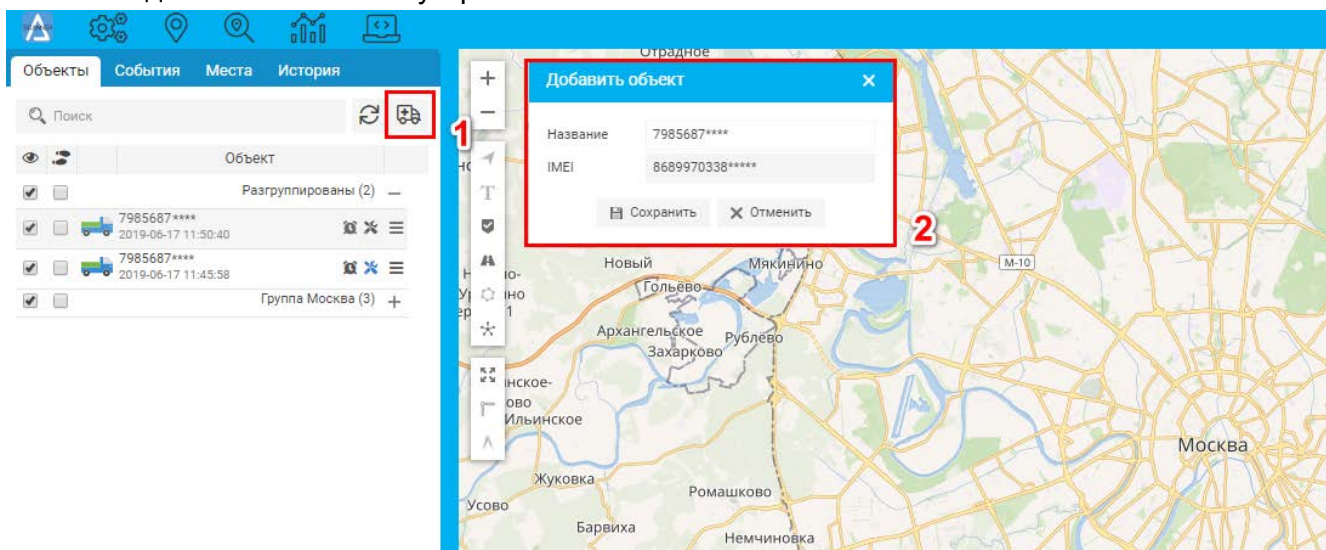 Объекты События Места История
Поиск
1
Объект
Разгруппированы (2)
7985687****
2019-06-17 11:50:40
7985687****
2019-06-17 11:45:58
Группа Москва (3)
Добавить объект
Название 7985687****
IMEI 8689970338*****
Сохранить Отменить
2
Отрадное
Новый
Мякинино
М-10
Гольево
Архангельское
Рублёво
Захарково
Ильинское
Москва
Жуковка
Ромашково
Усово
Барвиха
Немчиновка